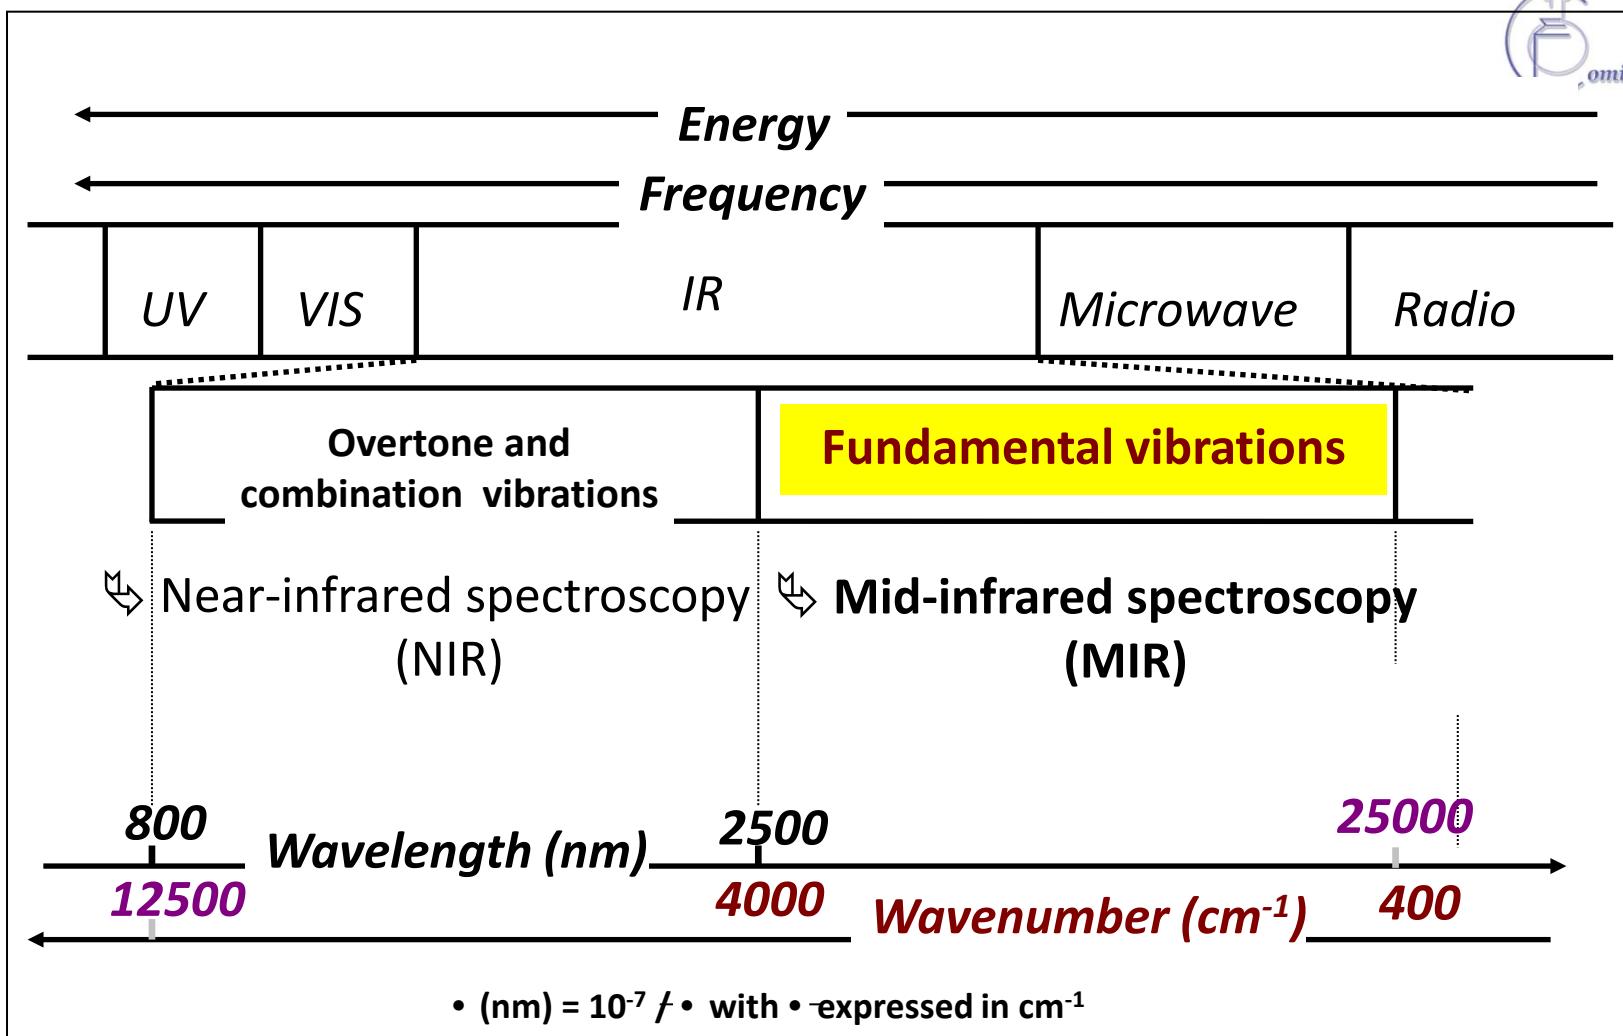 omi
Energy
Frequency
UV VIS IR Microwave Radio
Overtone and
combination vibrations
Fundamental vibrations
Near-infrared spectroscopy
(NIR)
Mid-infrared spectroscopy
(MIR)
800 2500 25000
Wavelength (nm)
12500 4000 400
Wavenumber (cm⁻¹)
• (nm) = 10⁻⁷ / • with • expressed in cm⁻¹